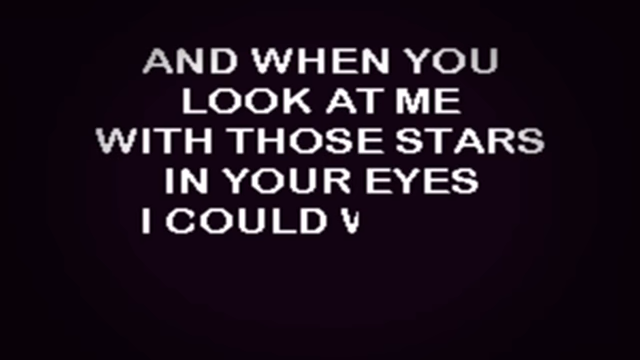 AND WHEN YOU
LOOK AT ME
WITH THOSE STARS
IN YOUR EYES
I COULD